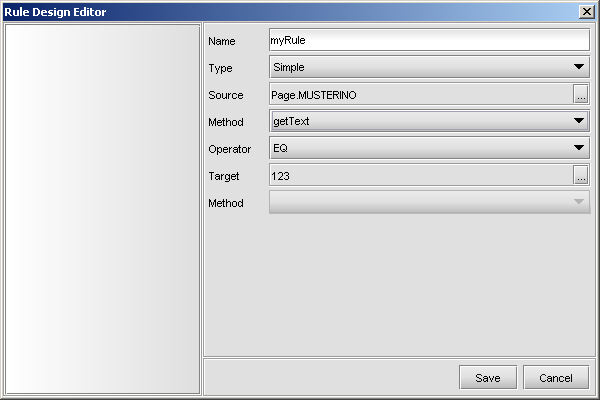 Rule Design Editor
Name myRule
Type Simple
Source Page.MUSTERINO ...
Method getText
Operator EQ
Target 123 ...
Method
Save Cancel